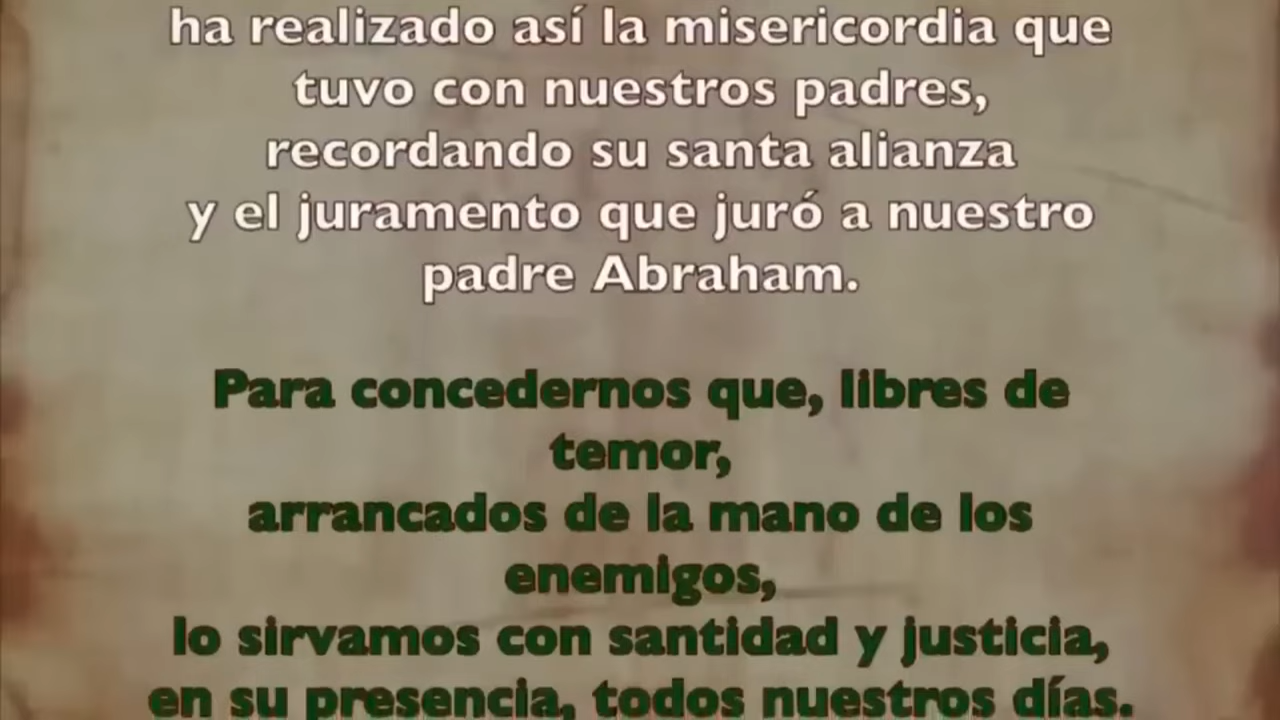 ha realizado así la misericordia que
tuvo con nuestros padres,
recordando su santa alianza
y el juramento que juró a nuestro
padre Abraham.
Para concedernos que, libres de
temor,
arrancados de la mano de los
enemigos,
lo sirvamos con santidad y justicia,
en su presencia, todos nuestros días.